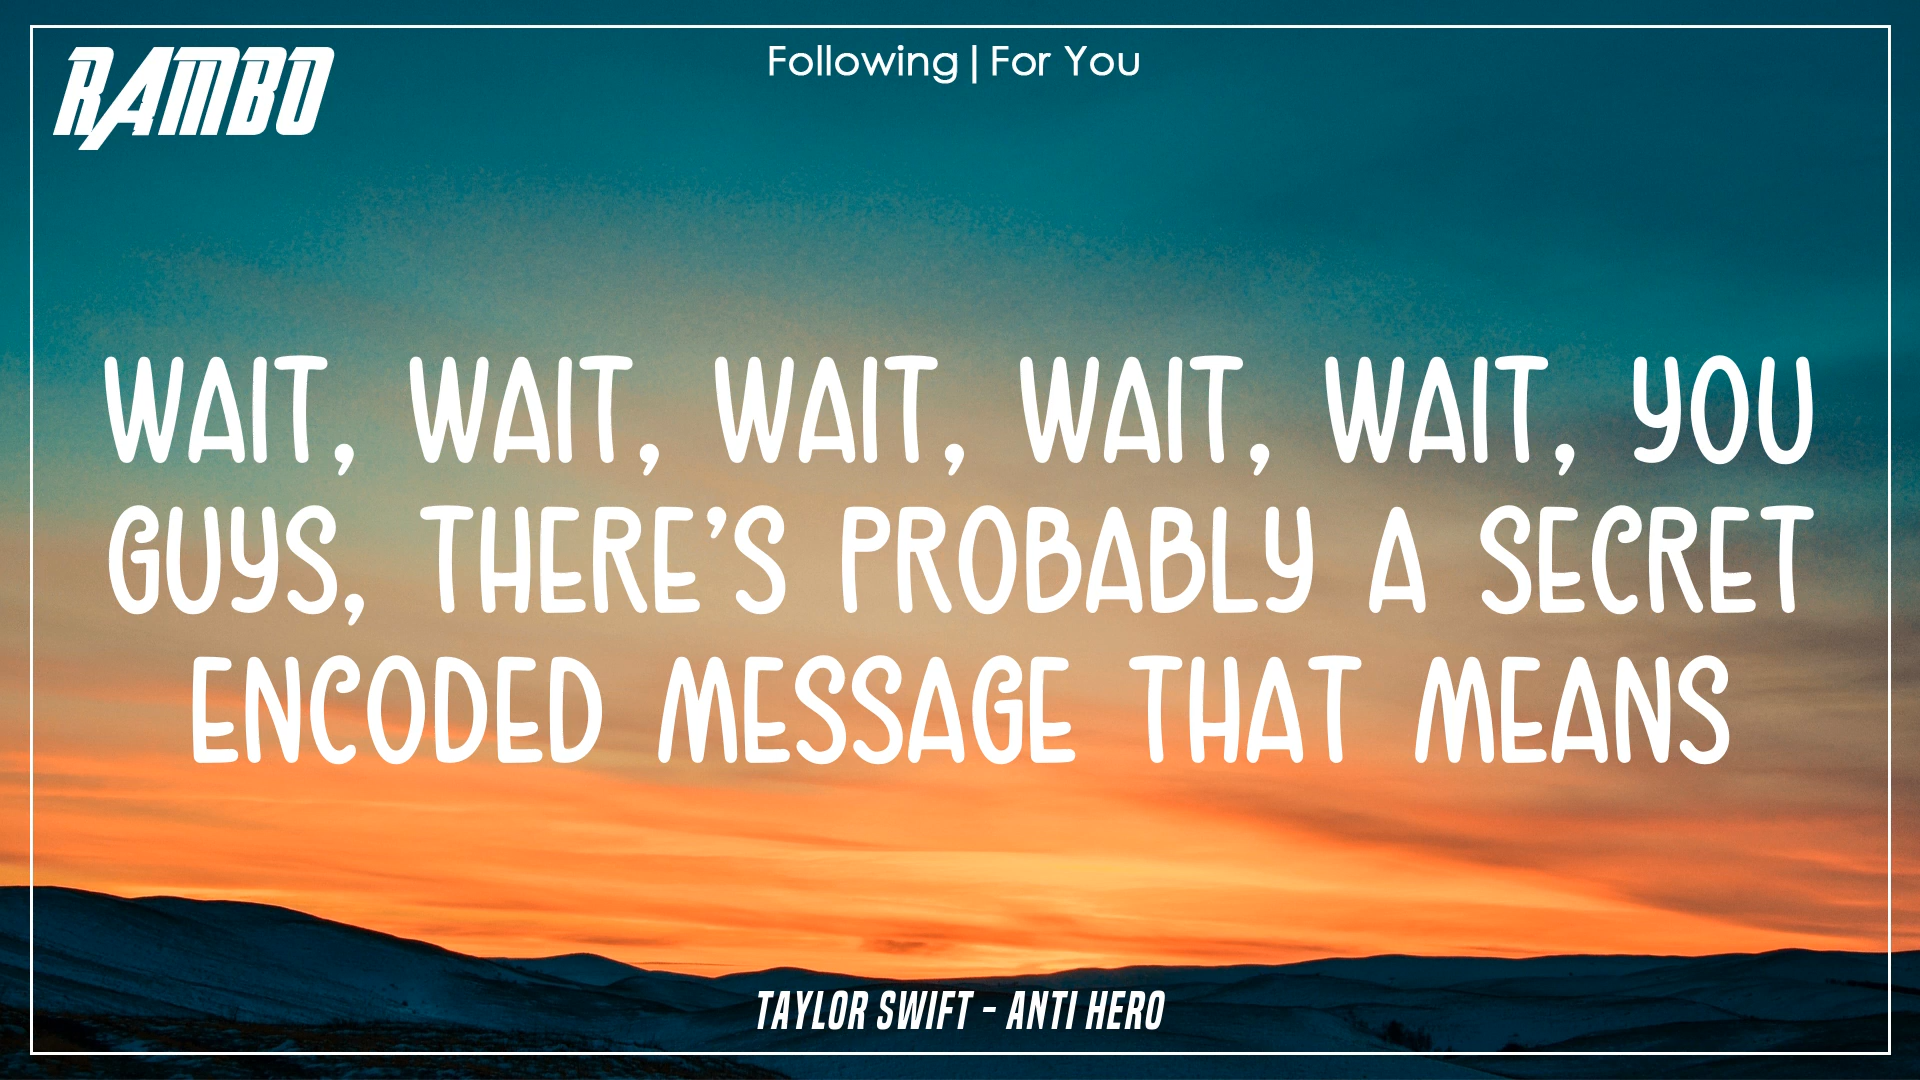 RAMBO
Following|For You
WAIT, WAIT, WAIT, WAIT, WAIT, YOU
GUYS, THERE'S PROBABLY A SECRET
ENCODED MESSAGE THAT MEANS
TAYLOR SWIFT - ANTI HERO